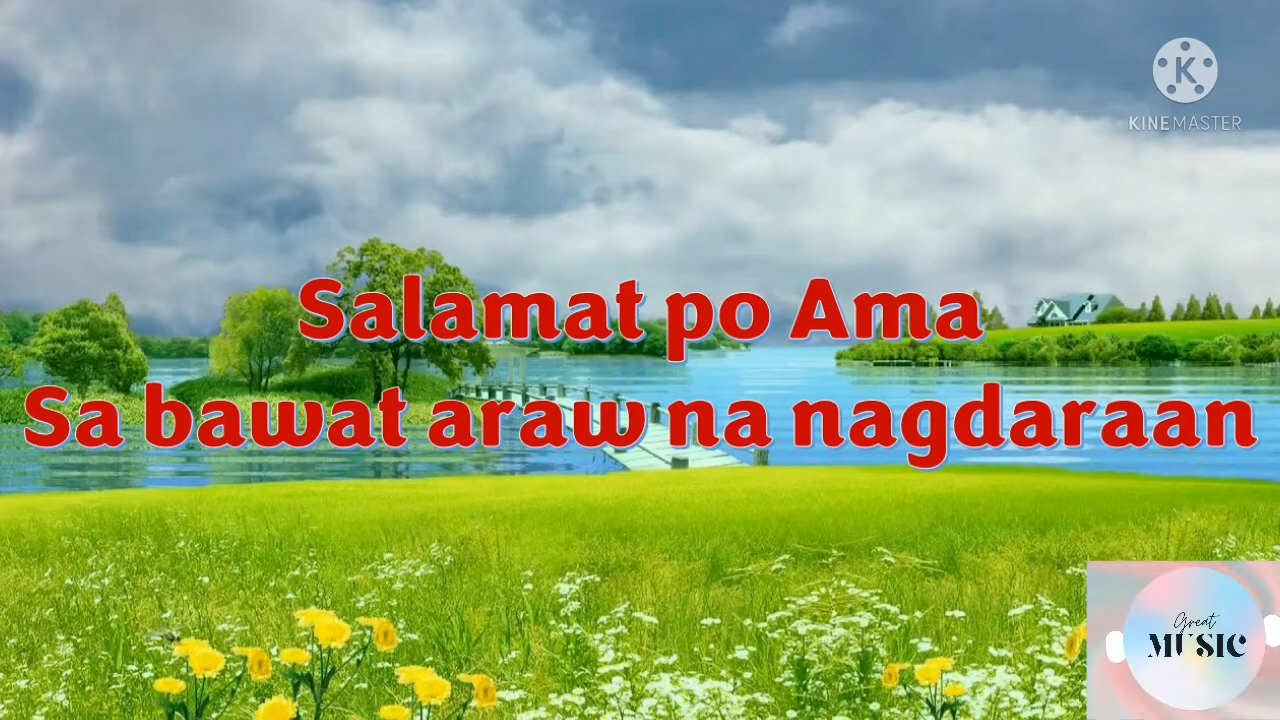 KINEMASTER
Salamat po Ama
Sa bawat araw na nagdaraan
Great
MUSIC